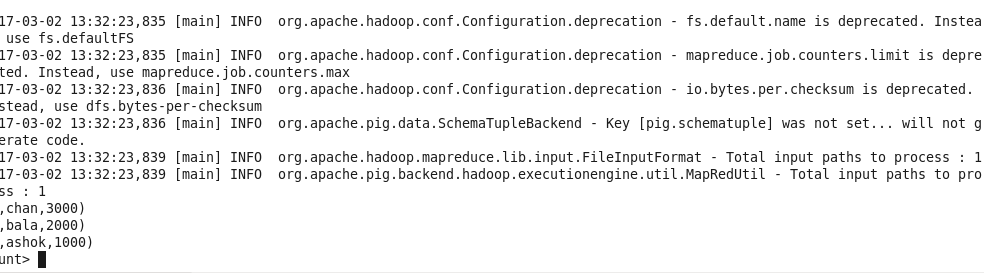 17-03-02 13:32:23,835 [main] INFO  org.apache.hadoop.conf.Configuration.deprecation - fs.default.name is deprecated. Instea
use fs.defaultFS
17-03-02 13:32:23,835 [main] INFO  org.apache.hadoop.conf.Configuration.deprecation - mapreduce.job.counters.limit is depre
ted. Instead, use mapreduce.job.counters.max
17-03-02 13:32:23,836 [main] INFO  org.apache.hadoop.conf.Configuration.deprecation - io.bytes.per.checksum is deprecated.
stead, use dfs.bytes-per-checksum
17-03-02 13:32:23,836 [main] INFO  org.apache.pig.data.SchemaTupleBackend - Key [pig.schematuple] was not set... will not g
erate code.
17-03-02 13:32:23,839 [main] INFO  org.apache.hadoop.mapreduce.lib.input.FileInputFormat - Total input paths to process : 1
17-03-02 13:32:23,839 [main] INFO  org.apache.pig.backend.hadoop.executionengine.util.MapRedUtil - Total input paths to pro
ss : 1
,chan,3000)
,bala,2000)
,ashok,1000)
unt>